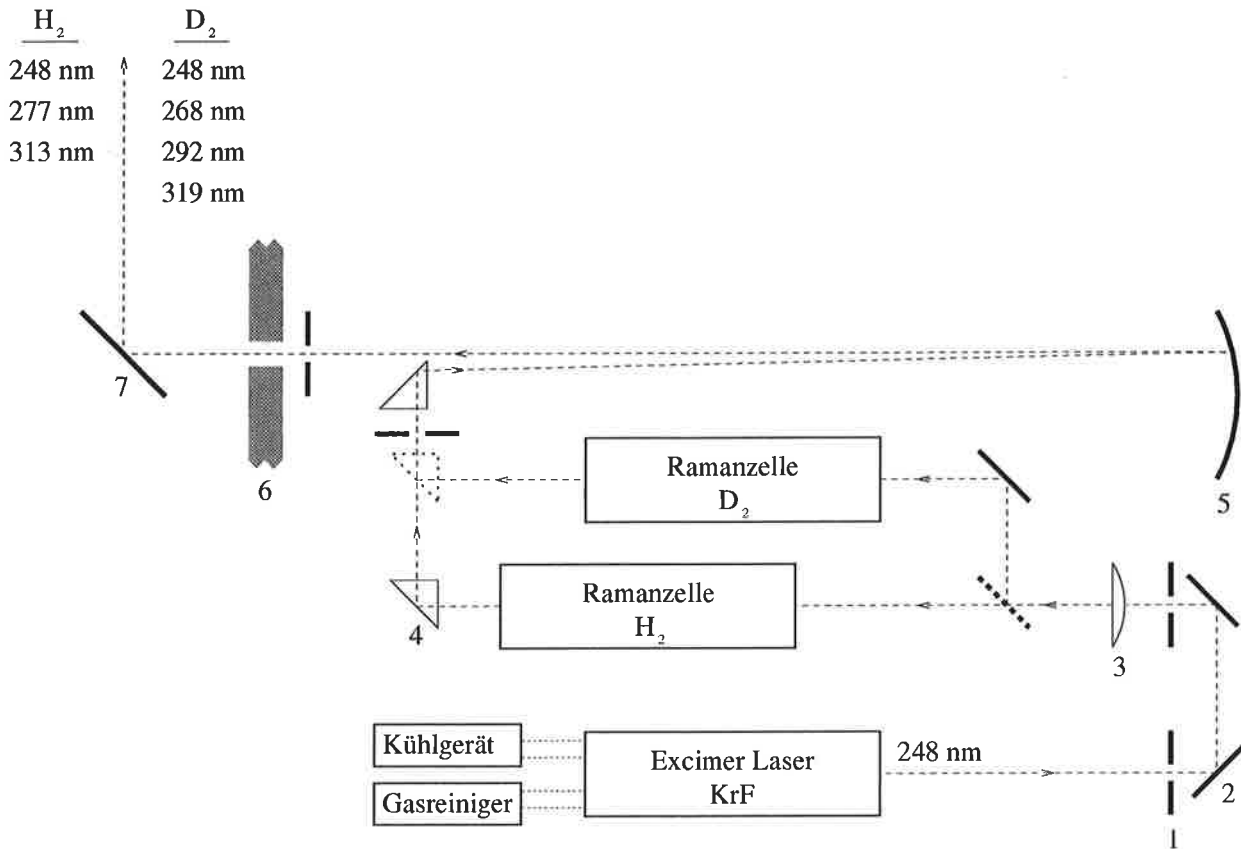 H₂
248 nm
277 nm
313 nm
D₂
248 nm
268 nm
292 nm
319 nm
7
6
5
Ramanzelle
D₂
4
Ramanzelle
H₂
3
Kühlgerät
Gasreiniger
Excimer Laser
KrF
248 nm
2
1